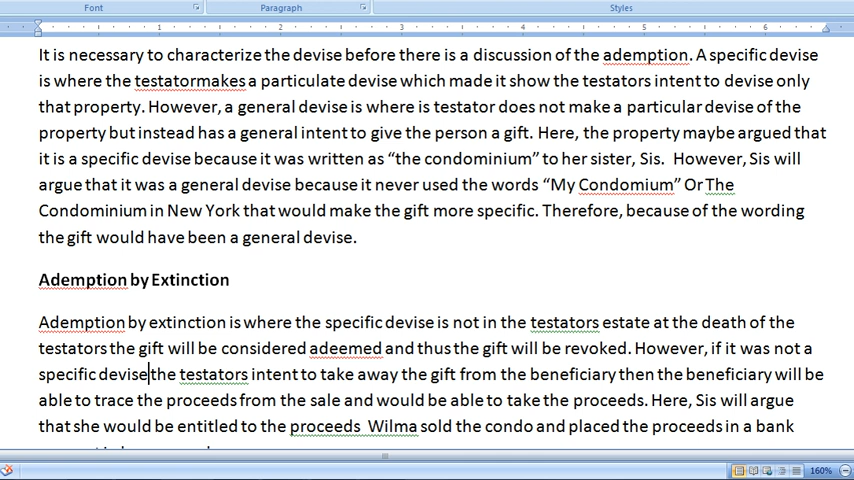 Font Paragraph Styles
1 2 3 4 5 6
It is necessary to characterize the devise before there is a discussion of the ademption. A specific devise
is where the testatormakes a particulate devise which made it show the testators intent to devise only
that property. However, a general devise is where is testator does not make a particular devise of the
property but instead has a general intent to give the person a gift. Here, the property maybe argued that
it is a specific devise because it was written as “the condominium” to her sister, Sis.  However, Sis will
argue that it was a general devise because it never used the words “My Condomium” Or The
Condominium in New York that would make the gift more specific. Therefore, because of the wording
the gift would have been a general devise.
Ademption by Extinction
Ademption by extinction is where the specific devise is not in the testators estate at the death of the
testators the gift will be considered adeemed and thus the gift will be revoked. However, if it was not a
specific devise the testators intent to take away the gift from the beneficiary then the beneficiary will be
able to trace the proceeds from the sale and would be able to take the proceeds. Here, Sis will argue
that she would be entitled to the proceeds  Wilma sold the condo and placed the proceeds in a bank
160%